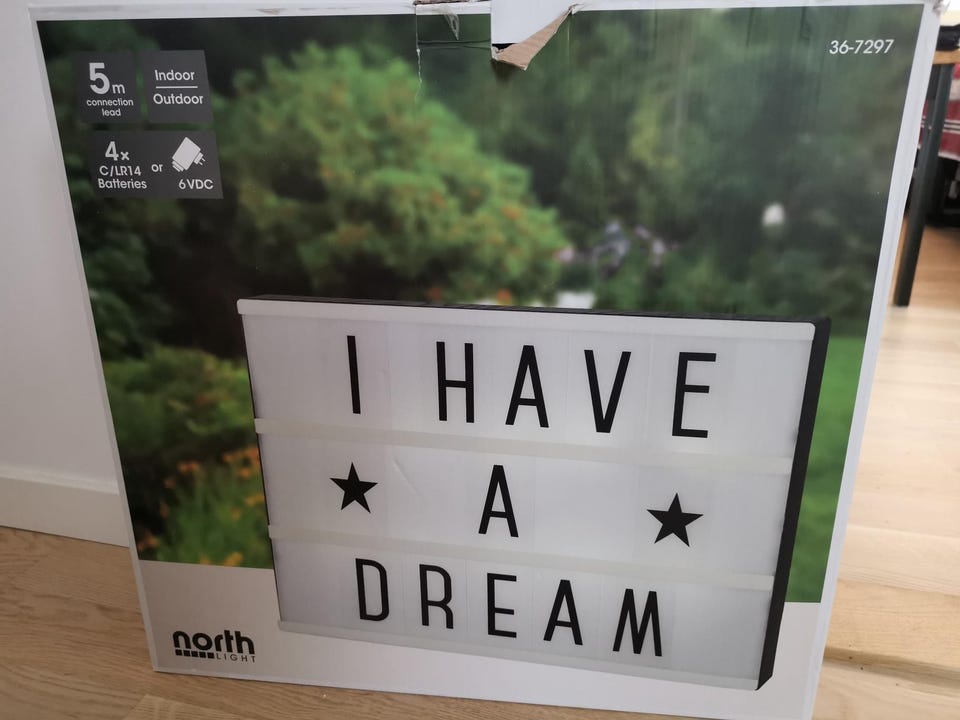 36-7297
5m
connection
lead
Indoor
Outdoor
4x
C/LR14
Batteries
or
6VDC
I HAVE
★ A ★
DREAM
north
LIGHT